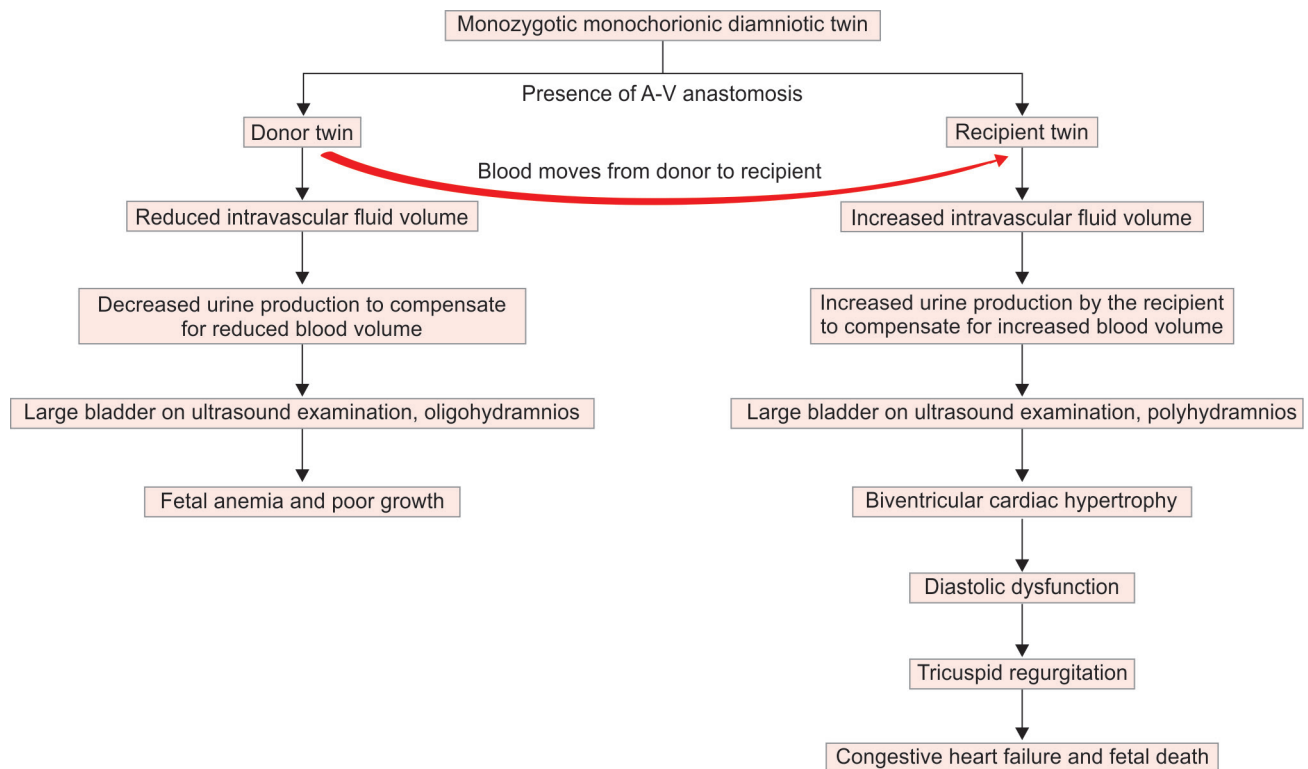 Monozygotic monochorionic diamniotic twin
Presence of A-V anastomosis
Donor twin
Recipient twin
Blood moves from donor to recipient
Reduced intravascular fluid volume
Increased intravascular fluid volume
Decreased urine production to compensate
for reduced blood volume
Increased urine production by the recipient
to compensate for increased blood volume
Large bladder on ultrasound examination, oligohydramnios
Large bladder on ultrasound examination, polyhydramnios
Fetal anemia and poor growth
Biventricular cardiac hypertrophy
Diastolic dysfunction
Tricuspid regurgitation
Congestive heart failure and fetal death